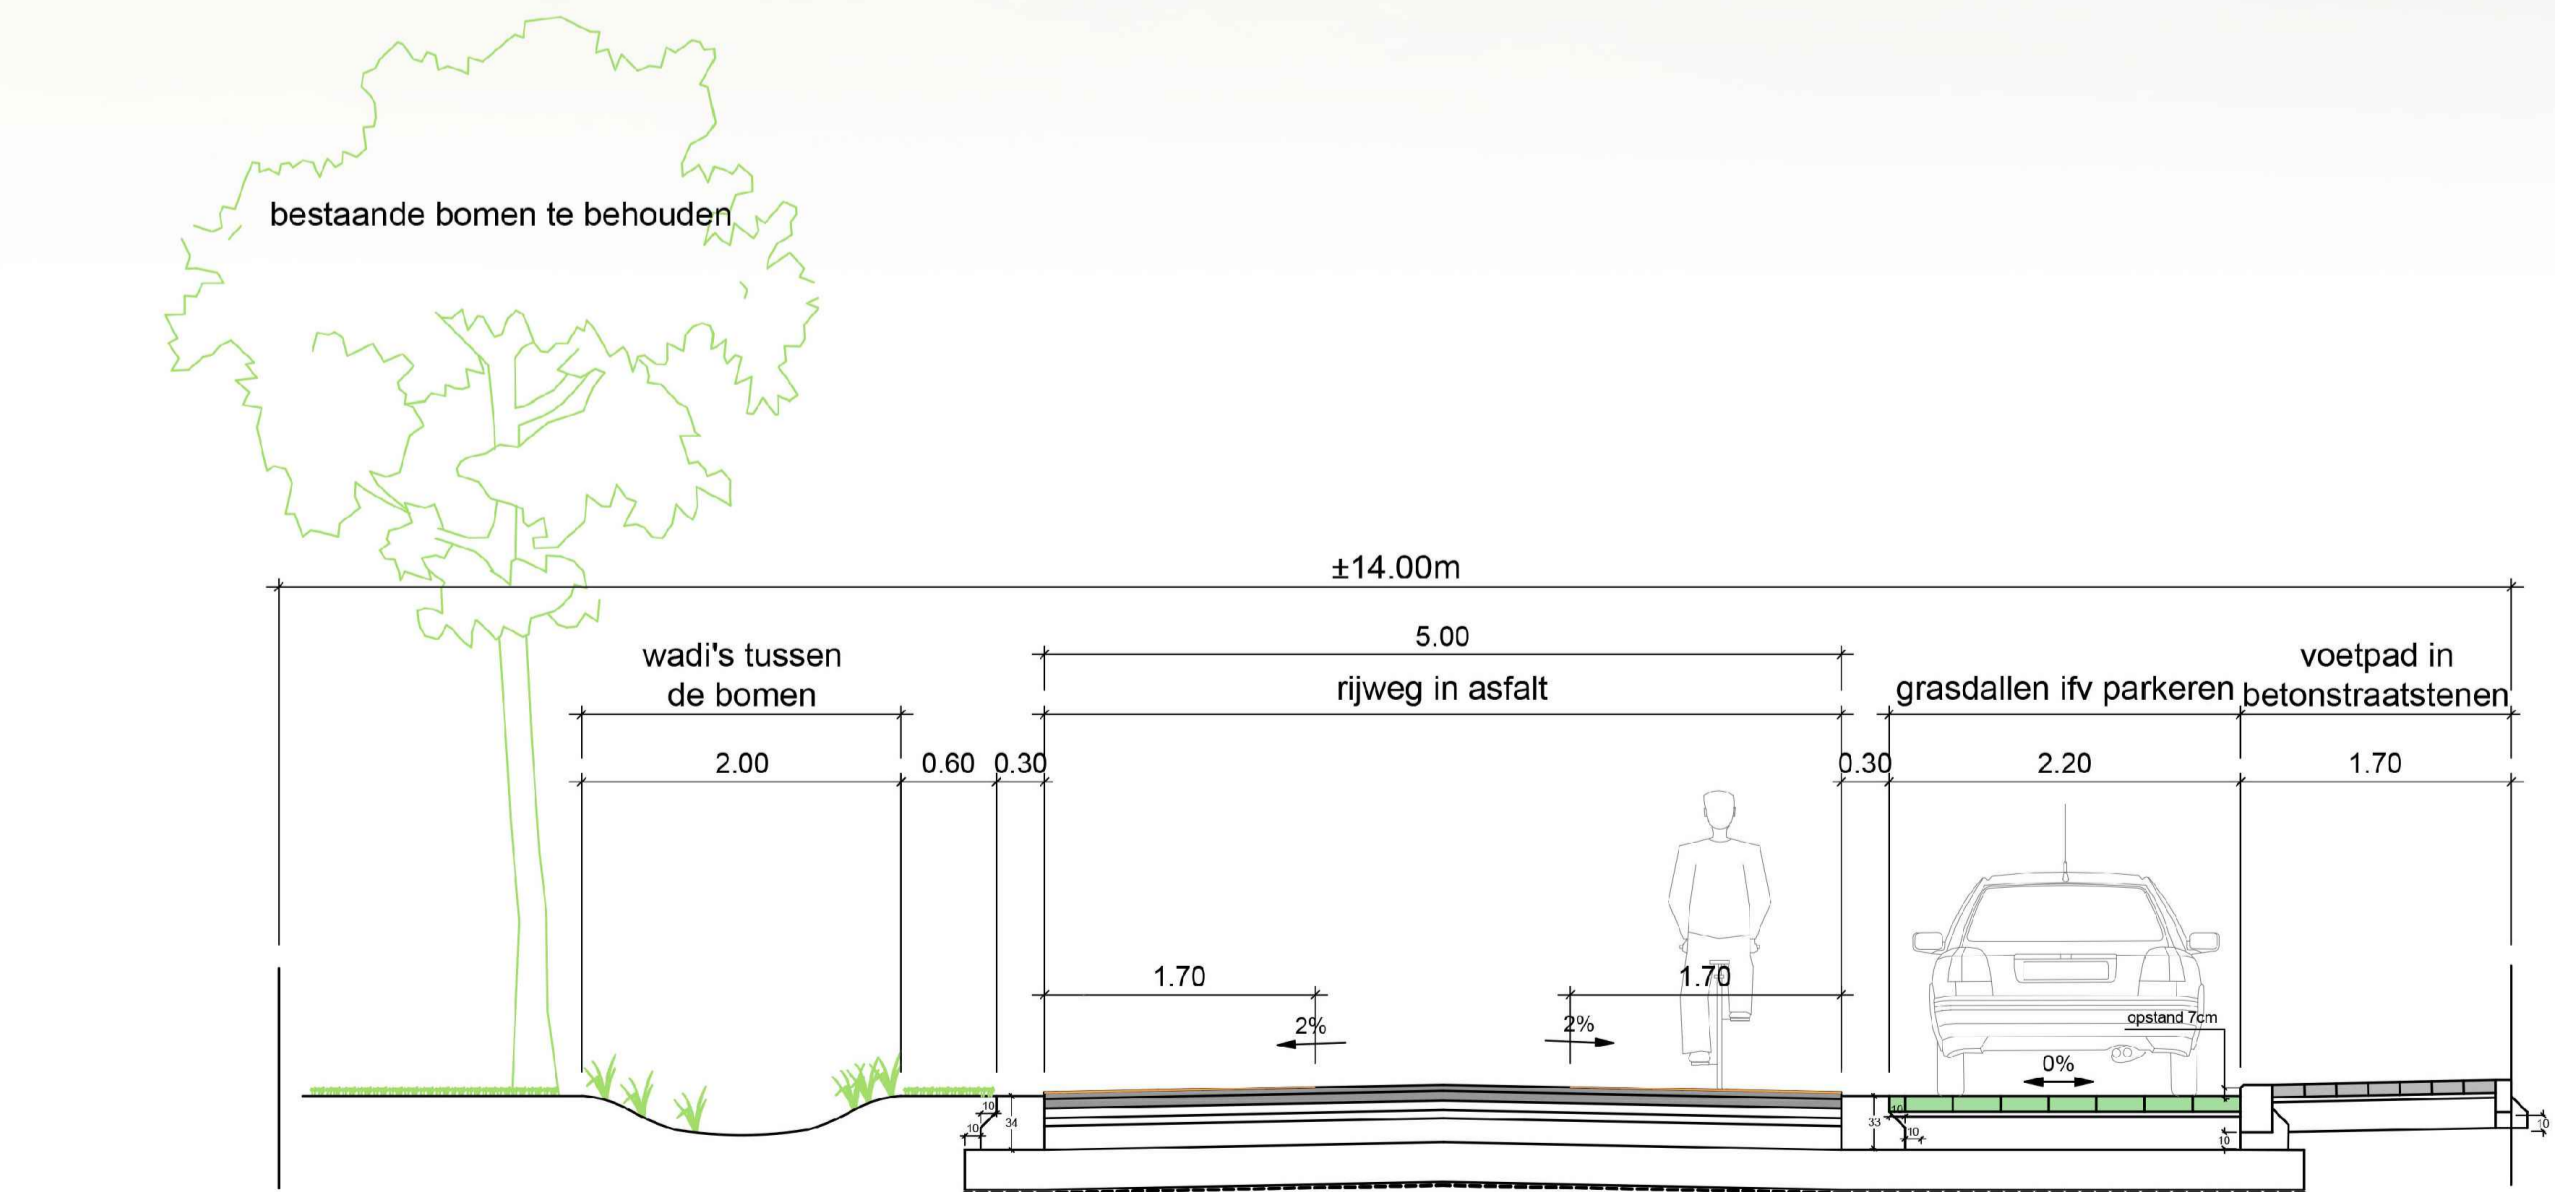 bestaande bomen te behouden
±14.00m
5.00
wadi's tussen
de bomen
rijweg in asfalt
grasdallen ifv parkeren
voetpad in
betonstraatstenen
2.00
0.60
0.30
0.30
2.20
1.70
1.70
1.70
2%
2%
opstand 7cm
0%
10
10
34
33
10
10
10
10